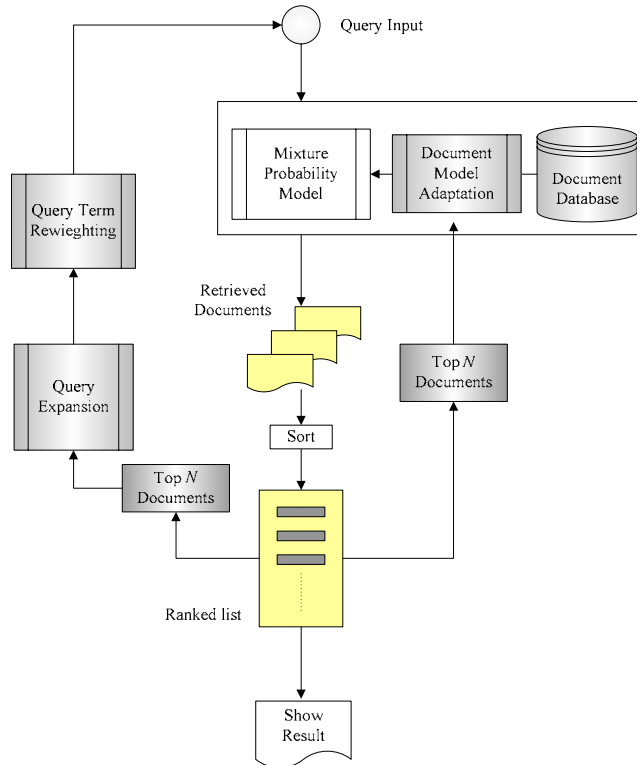 Query Input
Mixture
Probability
Model
Document
Model
Adaptation
Document
Database
Query Term
Rewieghting
Retrieved
Documents
Top N
Documents
Query
Expansion
Sort
Top N
Documents
Ranked list
Show
Result